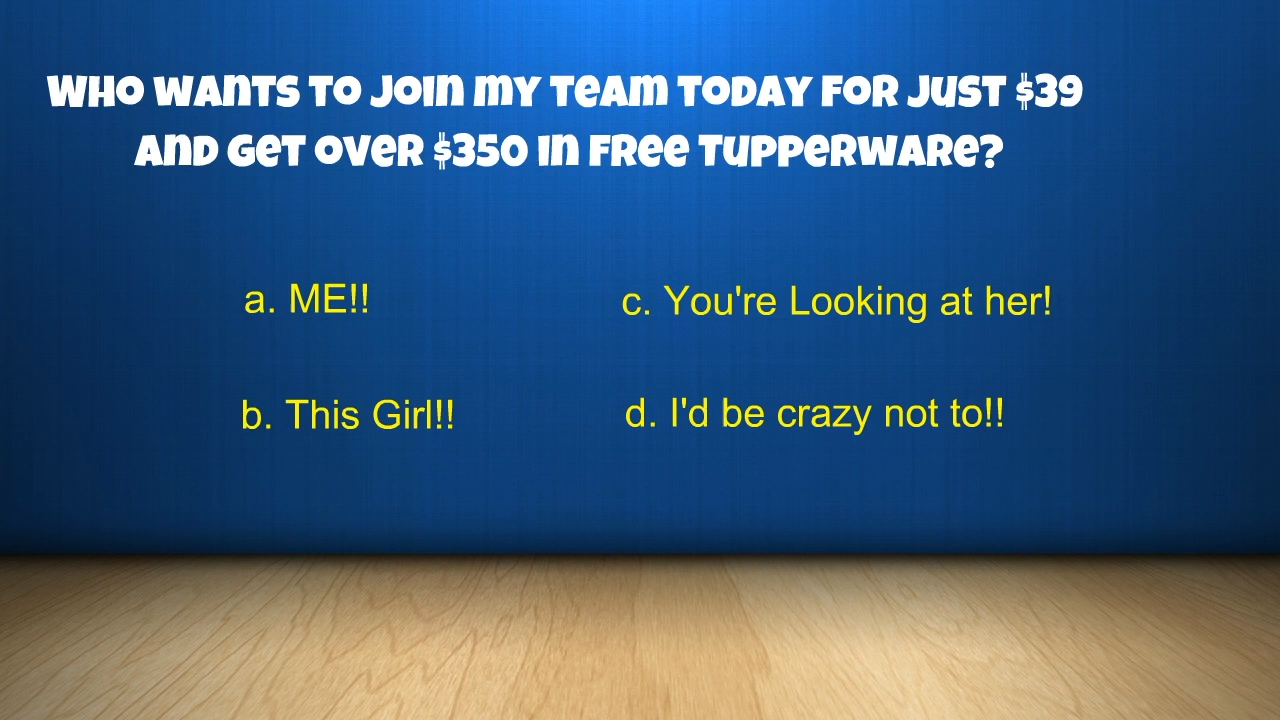 WHO WANTS TO JOIN MY TEAM TODAY FOR JUST $39
AND GET OVER $350 IN FREE TUPPERWARE?
a. ME!!
b. This Girl!!
c. You're Looking at her!
d. I'd be crazy not to!!